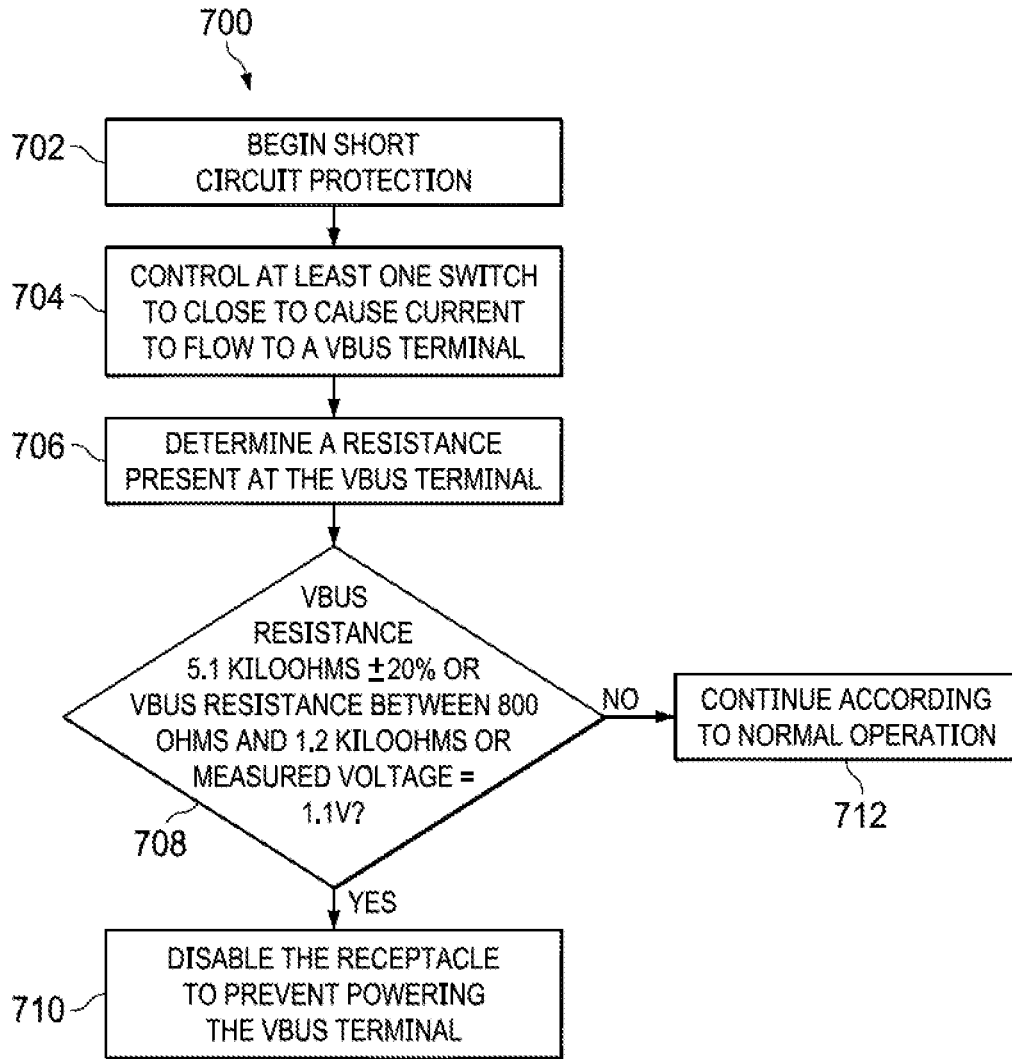 700
702
BEGIN SHORT
CIRCUIT PROTECTION
704
CONTROL AT LEAST ONE SWITCH
TO CLOSE TO CAUSE CURRENT
TO FLOW TO A VBUS TERMINAL
706
DETERMINE A RESISTANCE
PRESENT AT THE VBUS TERMINAL
VBUS
RESISTANCE
5.1 KILOOHMS ±20% OR
VBUS RESISTANCE BETWEEN 800
OHMS AND 1.2 KILOOHMS OR
MEASURED VOLTAGE =
1.1V?
708
NO
CONTINUE ACCORDING
TO NORMAL OPERATION
712
YES
710
DISABLE THE RECEPTACLE
TO PREVENT POWERING
THE VBUS TERMINAL